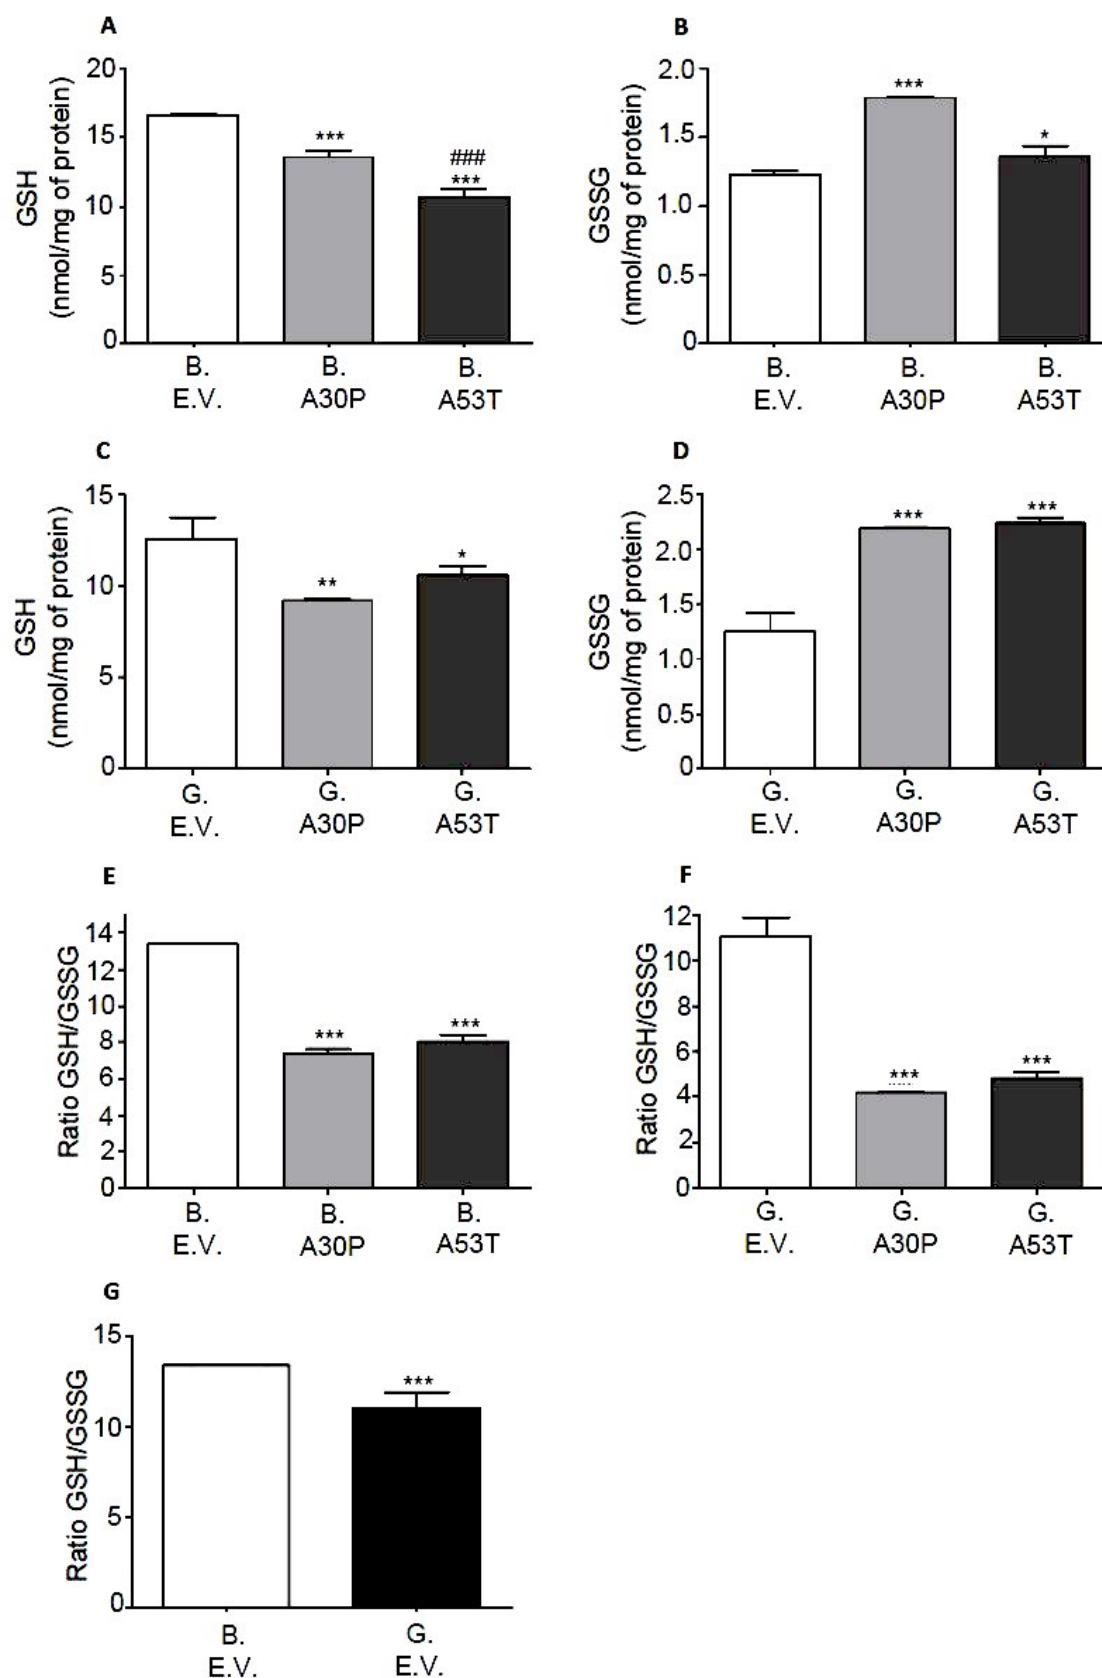 A
GSH
(nmol/mg of protein)
20
15
10
5
0
***
###
***
B.
E.V.
B.
A30P
B.
A53T
B
GSSG
(nmol/mg of protein)
2.0
1.5
1.0
0.5
0
***
*
B.
E.V.
B.
A30P
B.
A53T
C
GSH
(nmol/mg of protein)
15
10
5
0
**
*
G.
E.V.
G.
A30P
G.
A53T
D
GSSG
(nmol/mg of protein)
2.5
2.0
1.5
1.0
0.5
0
***
***
G.
E.V.
G.
A30P
G.
A53T
E
Ratio GSH/GSSG
14
12
10
8
6
4
2
0
***
***
B.
E.V.
B.
A30P
B.
A53T
F
Ratio GSH/GSSG
12
10
8
6
4
2
0
***
***
G.
E.V.
G.
A30P
G.
A53T
G
Ratio GSH/GSSG
15
10
5
0
***
B.
E.V.
G.
E.V.